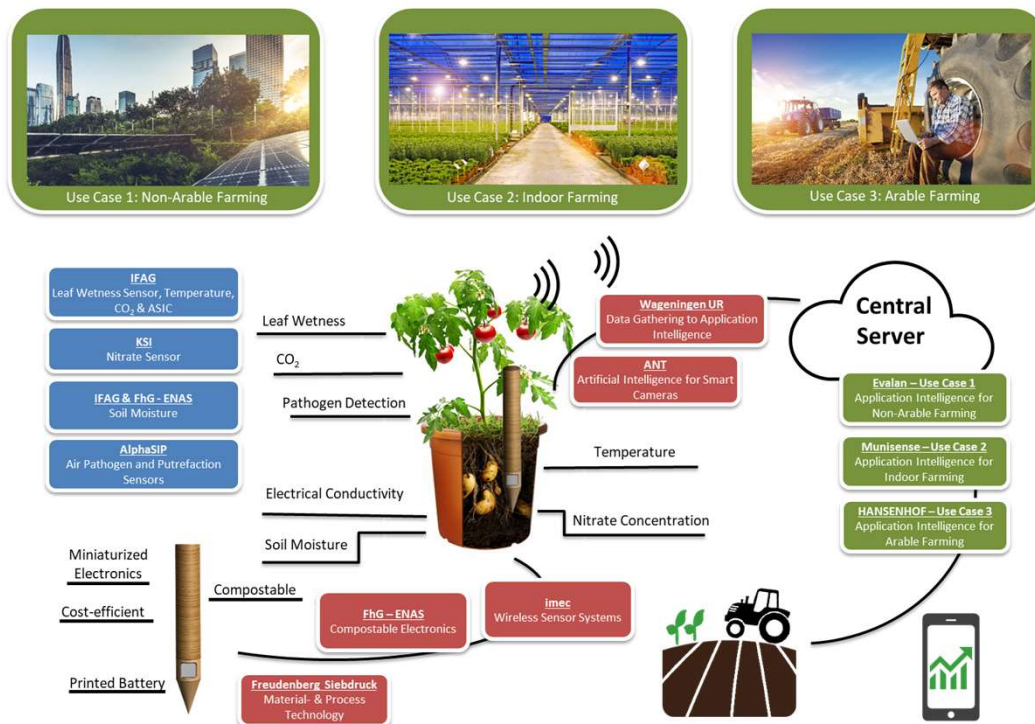 Use Case 1: Non-Arable Farming
Use Case 2: Indoor Farming
Use Case 3: Arable Farming
IFAG
Leaf Wetness Sensor, Temperature,
CO₂ & ASIC
KSI
Nitrate Sensor
IFAG & FhG - ENAS
Soil Moisture
AlphaSIP
Air Pathogen and Putrefaction
Sensors
Leaf Wetness
CO₂
Pathogen Detection
Electrical Conductivity
Soil Moisture
Temperature
Nitrate Concentration
Wageningen UR
Data Gathering to Application
Intelligence
ANT
Artificial Intelligence for Smart
Cameras
Central
Server
Evalan – Use Case 1
Application Intelligence for
Non-Arable Farming
Munisense – Use Case 2
Application Intelligence for
Indoor Farming
HANSENHOF – Use Case 3
Application Intelligence for
Arable Farming
Miniaturized
Electronics
Cost-efficient
Printed Battery
Compostable
FhG – ENAS
Compostable Electronics
imec
Wireless Sensor Systems
Freudenberg Siebdruck
Material- & Process
Technology